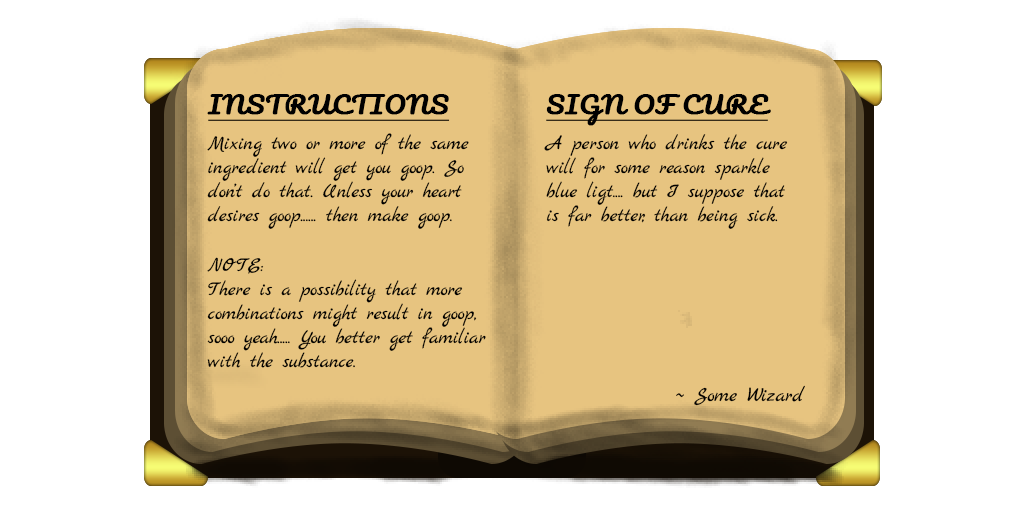 INSTRUCTIONS
Mixing two or more of the same
ingredient will get you goop. So
don't do that. Unless your heart
desires goop...... then make goop.
NOTE:
There is a possibility that more
combinations might result in goop,
sooo yeah..... You better get familiar
with the substance.
SIGN OF CURE
A person who drinks the cure
will for some reason sparkle
blue ligt.... but I suppose that
is far better, than being sick.
~ Some Wizard